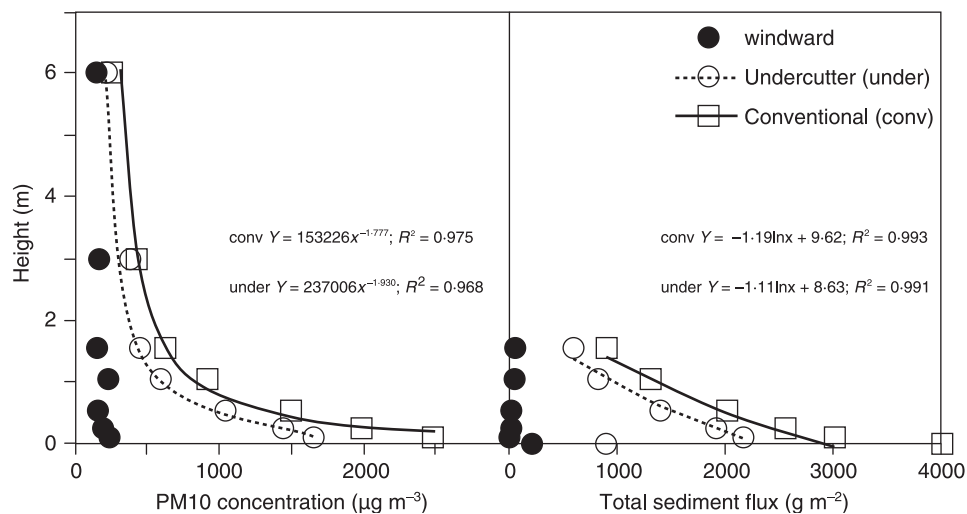 windward
Undercutter (under)
Conventional (conv)
6
4
2
0
Height (m)
conv Y = 153226x⁻¹·⁷⁷⁷; R² = 0·975
under Y = 237006x⁻¹·⁹³⁰; R² = 0·968
conv Y = −1·19lnx + 9·62; R² = 0·993
under Y = −1·11lnx + 8·63; R² = 0·991
0 1000 2000
0 1000 2000 3000 4000
PM10 concentration (µg m⁻³)
Total sediment flux (g m⁻²)